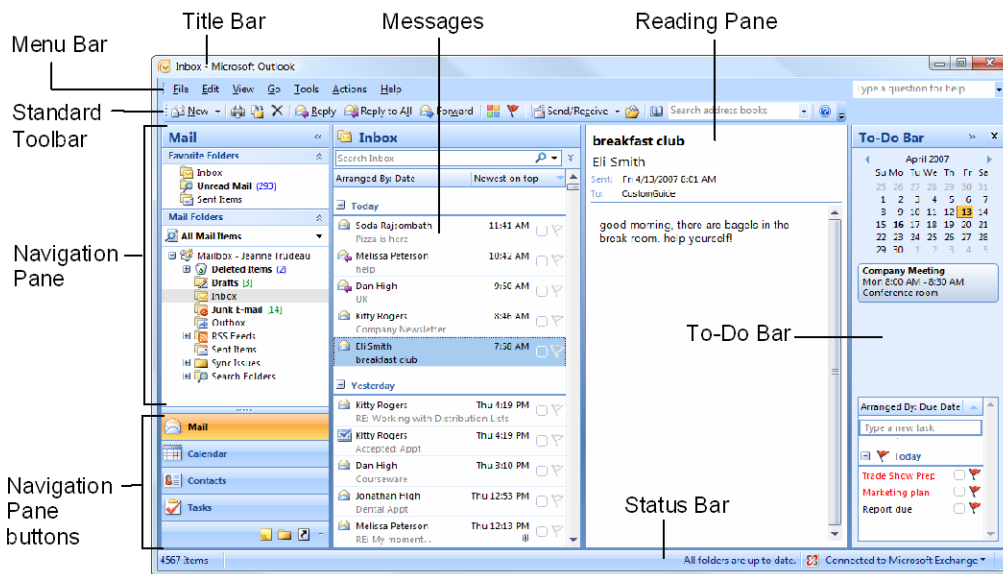 Title Bar
Messages
Reading Pane
Menu Bar
Standard
Toolbar
Navigation
Pane
Navigation
Pane
buttons
To-Do Bar
Status Bar
Inbox - Microsoft Outlook
File Edit View Go Tools Actions Help
Type a question for help
New Reply Reply to All Forward Send/Receive Search address books
Mail
Favorite Folders
Inbox
Unread Mail (293)
Sent Items
Mail Folders
All Mail Items
Mailbox - Jeanne Trudeau
Deleted Items (2)
Drafts [3]
Inbox
Junk E-mail [14]
Outbox
RSS Feeds
Sent Items
Sync Issues
Search Folders
Mail
Calendar
Contacts
Tasks
Inbox
Search Inbox
Arranged By: Date Newest on top
Today
Soda Rajsombath 11:41 AM
Pizza is here
Melissa Peterson 10:42 AM
help
Dan High 9:50 AM
UK
Kitty Rogers 8:46 AM
Company Newsletter
Eli Smith 7:58 AM
breakfast club
Yesterday
Kitty Rogers Thu 4:19 PM
RE: Working with Distribution Lists
Kitty Rogers Thu 4:19 PM
Accepted: Appt
Dan High Thu 3:10 PM
Courseware
Jonathan High Thu 12:53 PM
Dental Appt
Melissa Peterson Thu 12:13 PM
RE: My moment...
breakfast club
Eli Smith
Sent: Fri 4/13/2007 8:01 AM
To: CustomGuide
good morning, there are bagels in the
break room. help yourself!
To-Do Bar
April 2007
Su Mo Tu We Th Fr Sa
25 26 27 28 29 30 31
1 2 3 4 5 6 7
8 9 10 11 12 13 14
15 16 17 18 19 20 21
22 23 24 25 26 27 28
29 30 1 2 3 4 5
Company Meeting
Mon 8:00 AM - 8:30 AM
Conference room
Arranged By: Due Date
Type a new task
Today
Trade Show Prep
Marketing plan
Report due
4567 Items
All folders are up to date. Connected to Microsoft Exchange